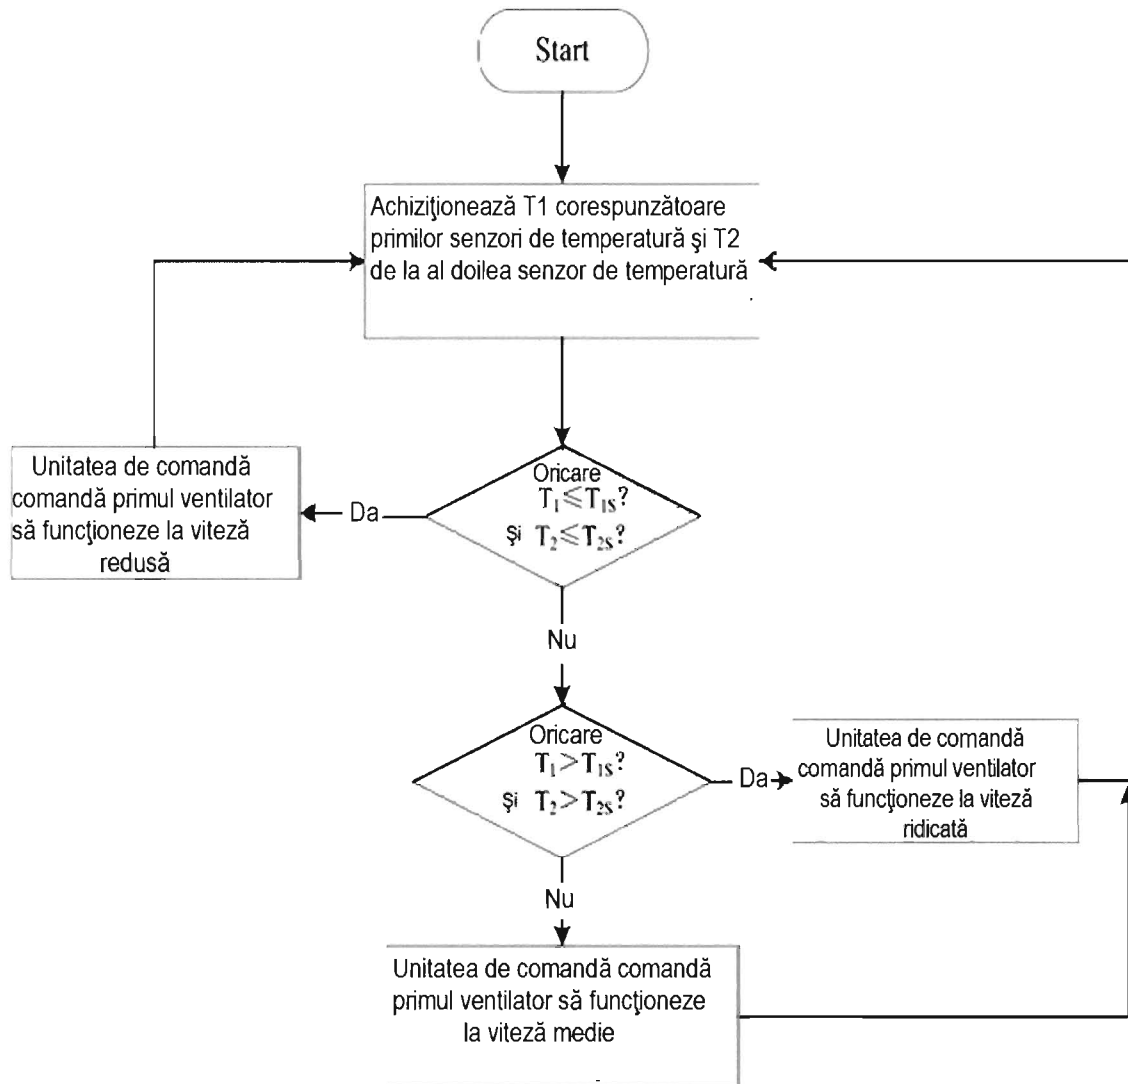 Start
Achiziţionează T1 corespunzătoare
primilor senzori de temperatură şi T2
de la al doilea senzor de temperatură
Oricare
T₁≤T₁ₛ?
Şi T₂≤T₂ₛ?
Da
Unitatea de comandă
comandă primul ventilator
să funcţioneze la viteză
redusă
Nu
Oricare
T₁>T₁ₛ?
Şi T₂>T₂ₛ?
Da
Unitatea de comandă
comandă primul ventilator
să funcţioneze la viteză
ridicată
Nu
Unitatea de comandă comandă
primul ventilator să funcţioneze
la viteză medie